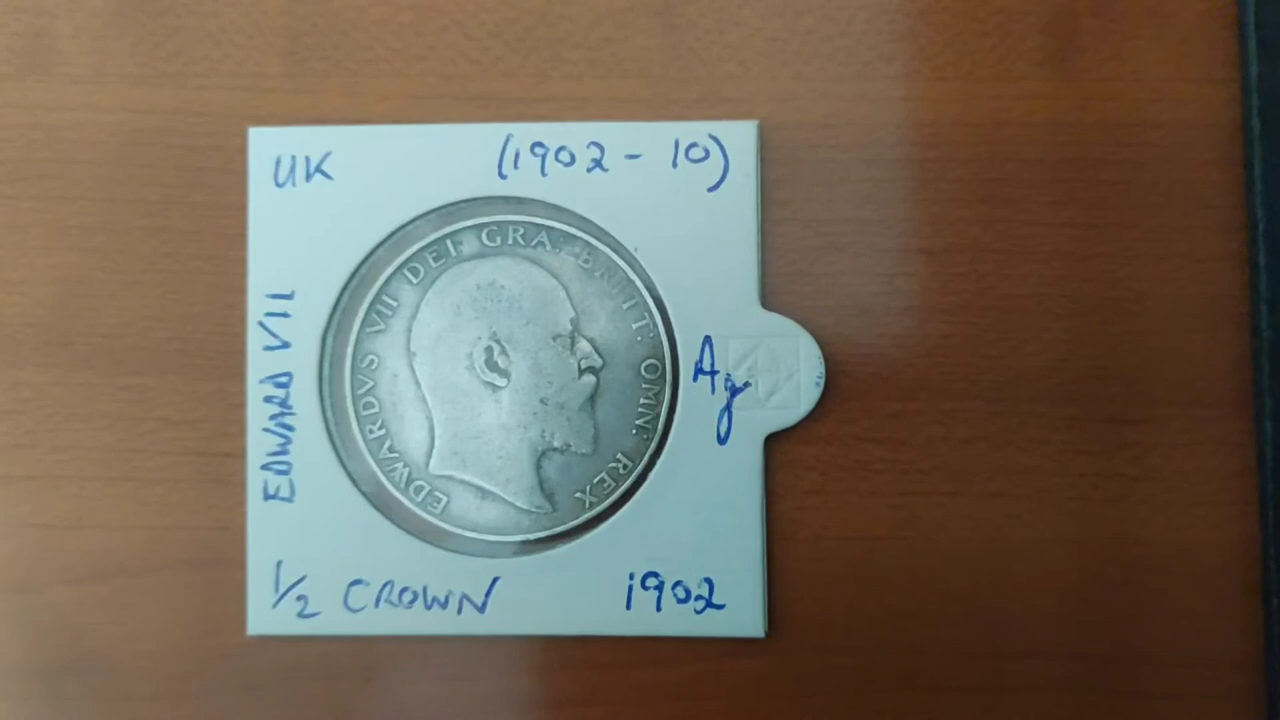 UK
(1902 - 10)
EDWARD VII
EDWARDVS VII DEI GRA: BRITT: OMN: REX
Ag
1/2 CROWN
1902